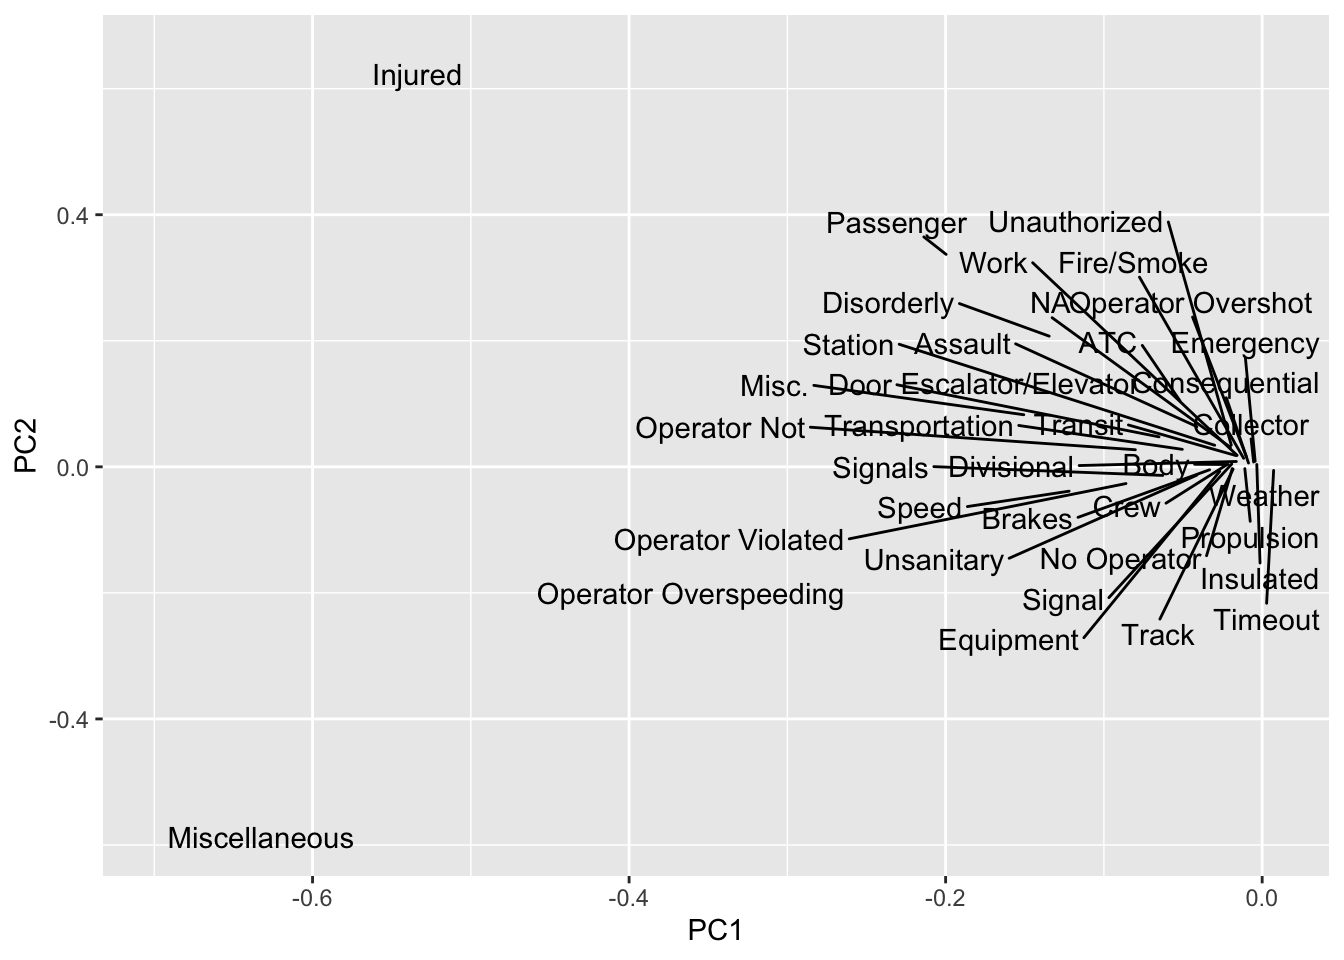 Injured
0.4
Passenger
Unauthorized
Work
Fire/Smoke
Disorderly
NA
Operator Overshot
Station
Assault
ATC
Emergency
Misc.
Door
Escalator/Elevator
Consequential
Operator Not
Transportation
Transit
Collector
PC2
0.0
Signals
Divisional
Body
Speed
Brakes
Crew
Weather
Operator Violated
Unsanitary
No Operator
Propulsion
Operator Overspeeding
Signal
Insulated
Equipment
Track
Timeout
-0.4
Miscellaneous
-0.6
-0.4
-0.2
0.0
PC1